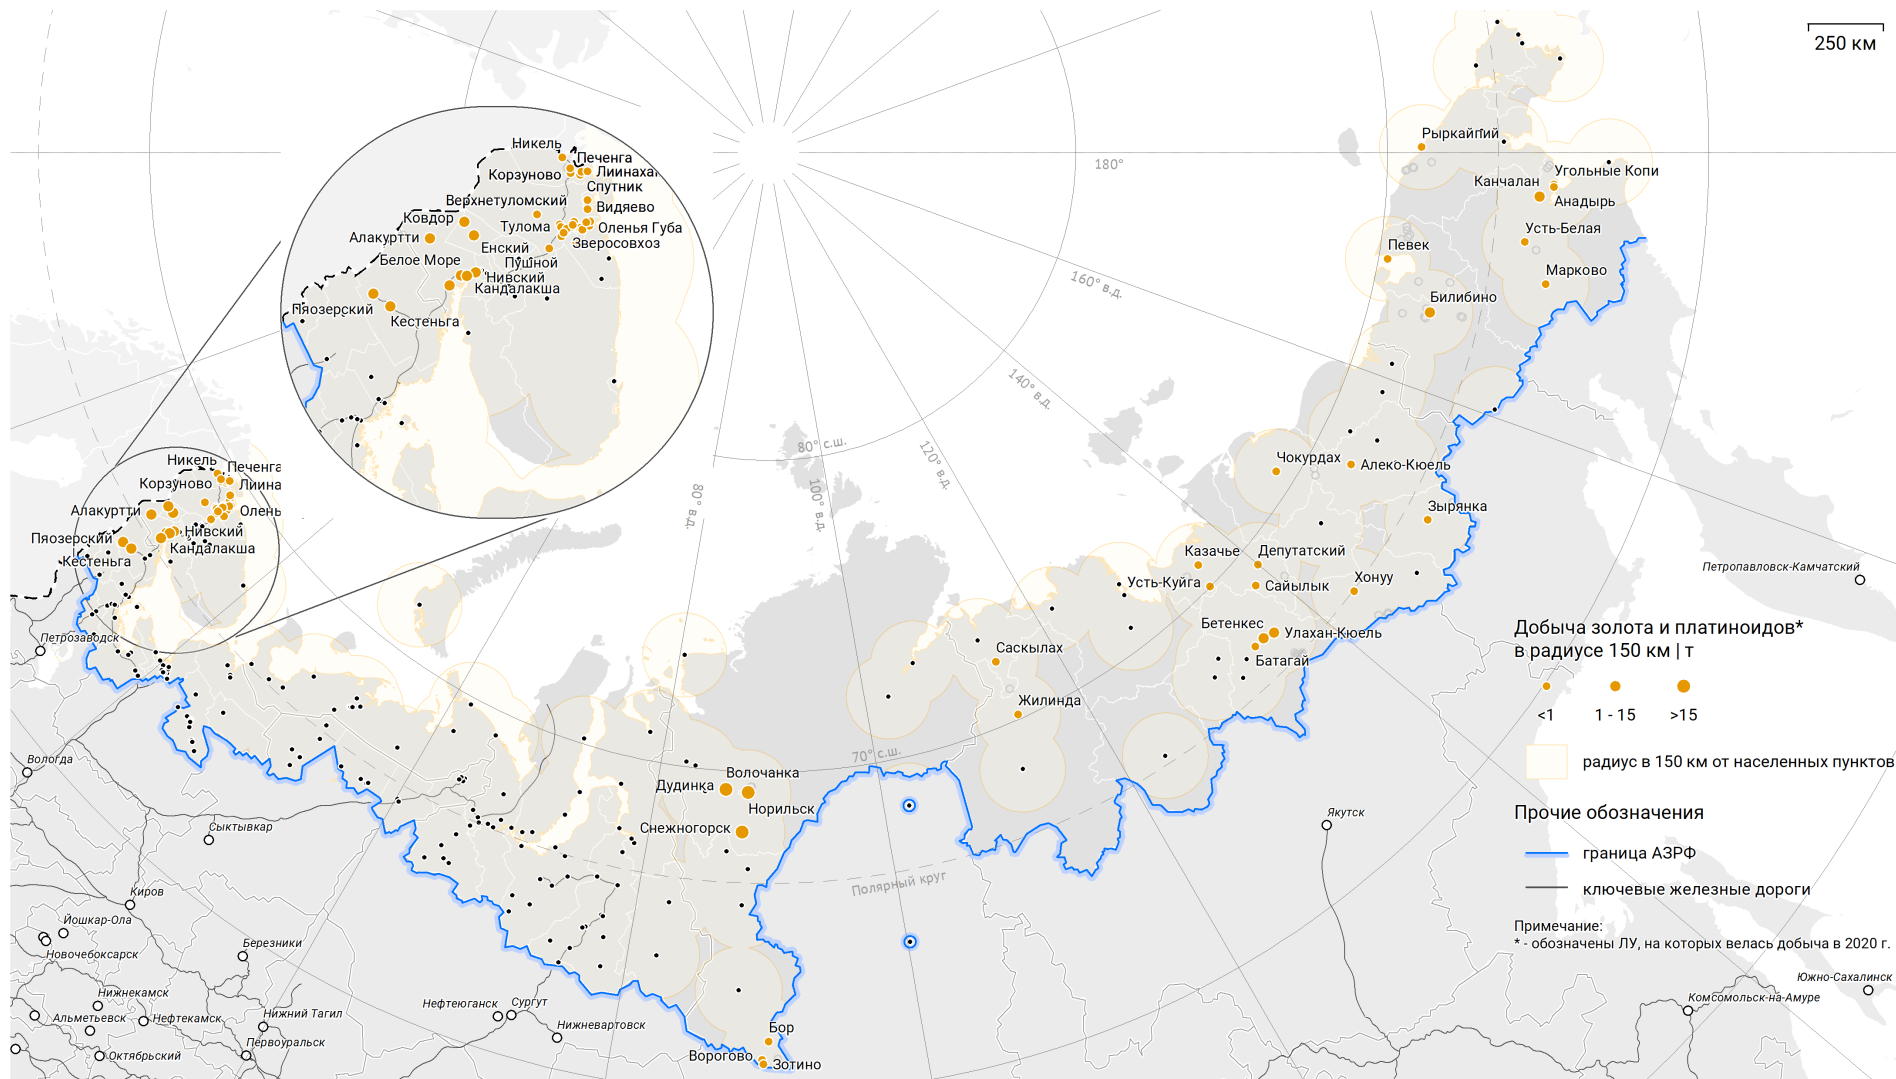 250 км
Рыркайпий
180°
Угольные Копи
Канчалан
Анадырь
Усть-Белая
Певек
Марково
160° в.д.
Билибино
Никель
Печенга
Корзуново
Лиинахам
Спутник
Верхнетуломский
Видяево
Ковдор
Тулома
Оленья Губа
Алакуртти
Зверосовхоз
Енский
Белое Море
Пушной
Нивский
Кандалакша
Пяозерский
Кестеньга
140° в.д.
80° с.ш.
120° в.д.
100° в.д.
80° в.д.
Никель
Печенга
Корзуново
Лиина
Алакуртти
Олень
Нивский
Пяозерский
Кандалакша
Кестеньга
Чокурдах
Алеко-Кюель
Зырянка
Казачье
Депутатский
Усть-Куйга
Сайылык
Хонуу
Бетенкес
Улахан-Кюель
Батагай
Саскылах
Жилинда
Петропавловск-Камчатский
Добыча золота и платиноидов*
в радиусе 150 км | т
<1
1 - 15
>15
радиус в 150 км от населенных пунктов
Прочие обозначения
граница АЗРФ
ключевые железные дороги
Примечание:
* - обозначены ЛУ, на которых велась добыча в 2020 г.
Петрозаводск
Вологда
70° с.ш.
Волочанка
Дудинка
Норильск
Снежногорск
Полярный круг
Якутск
Сыктывкар
Киров
Йошкар-Ола
Новочебоксарск
Березники
Нижнекамск
Альметьевск
Нефтекамск
Октябрьский
Нижний Тагил
Первоуральск
Нефтеюганск
Сургут
Нижневартовск
Бор
Ворогово
Зотино
Южно-Сахалинск
Комсомольск-на-Амуре